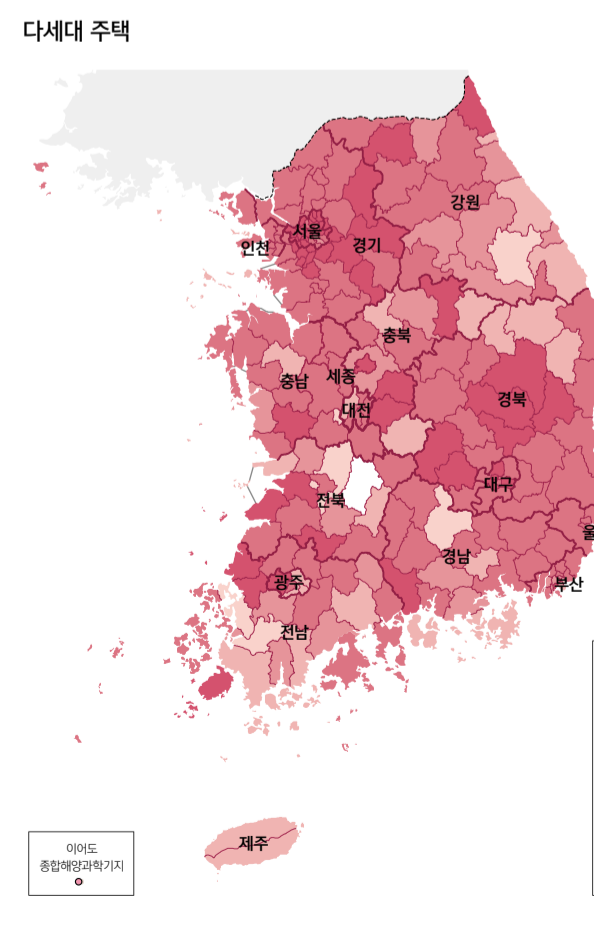 다세대 주택
강원
서울
경기
인천
충북
충남
세종
경북
대전
대구
전북
울
경남
부산
광주
전남
제주
이어도
종합해양과학기지